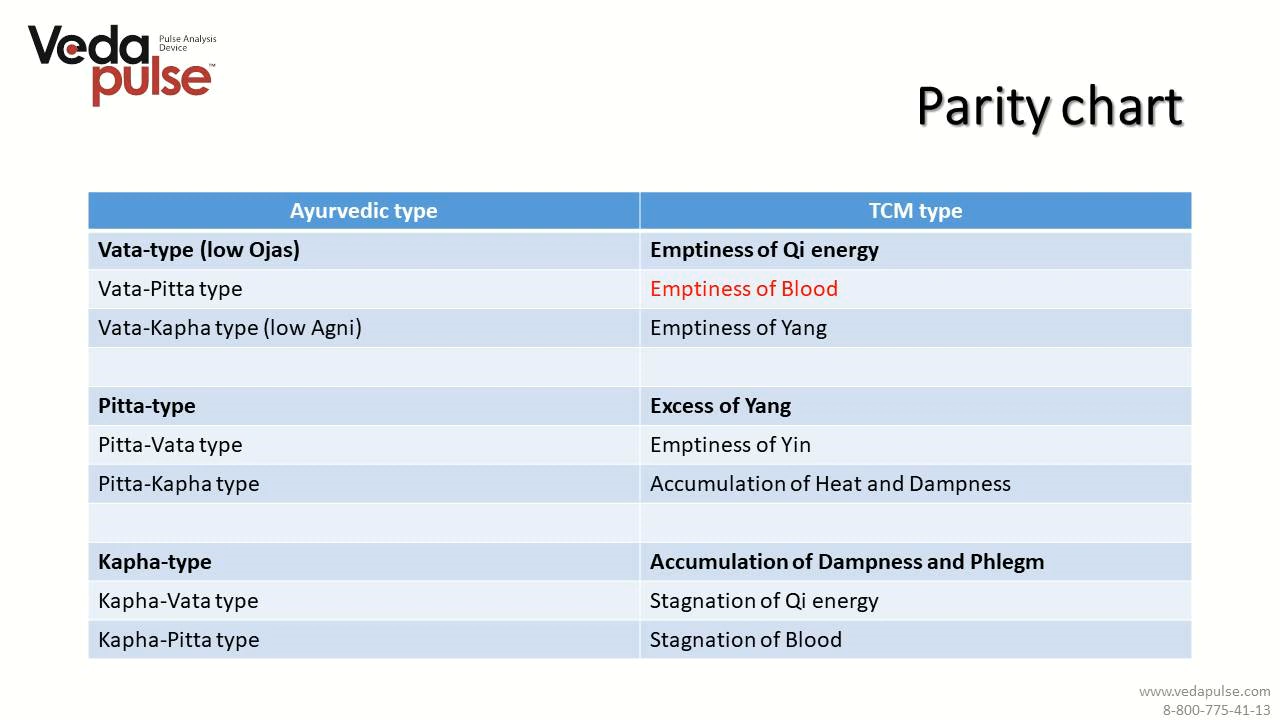 Veda
pulse™
Pulse Analysis
Device
Parity chart
Ayurvedic type TCM type
Vata-type (low Ojas) Emptiness of Qi energy
Vata-Pitta type Emptiness of Blood
Vata-Kapha type (low Agni) Emptiness of Yang
Pitta-type Excess of Yang
Pitta-Vata type Emptiness of Yin
Pitta-Kapha type Accumulation of Heat and Dampness
Kapha-type Accumulation of Dampness and Phlegm
Kapha-Vata type Stagnation of Qi energy
Kapha-Pitta type Stagnation of Blood
www.vedapulse.com
8-800-775-41-13